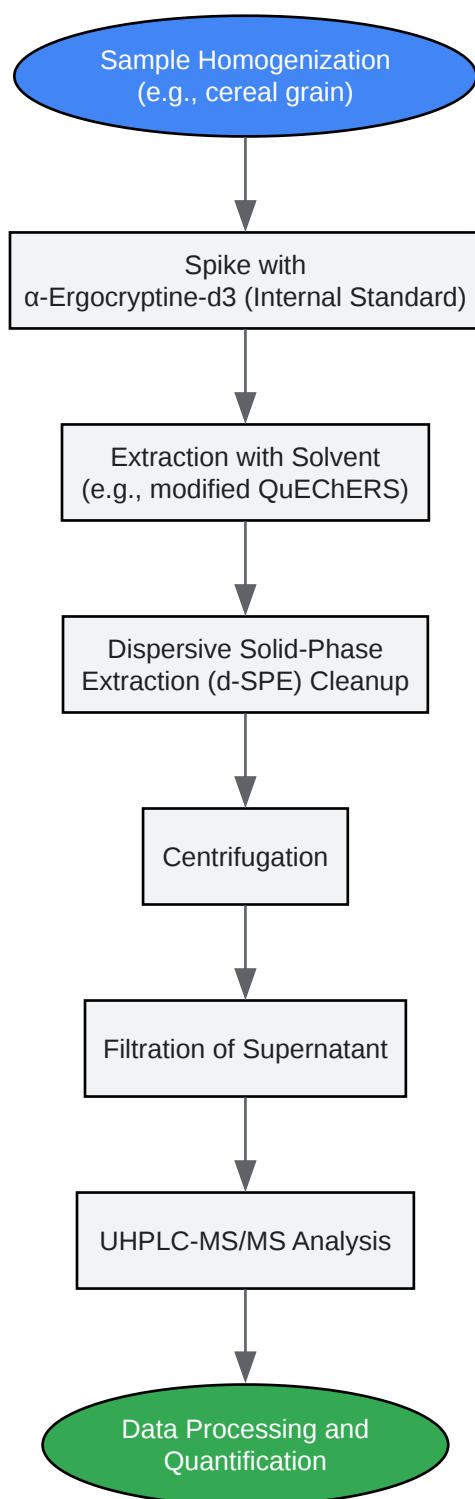 Sample Homogenization
(e.g., cereal grain)
Spike with
α-Ergocryptine-d3 (Internal Standard)
Extraction with Solvent
(e.g., modified QuEChERS)
Dispersive Solid-Phase
Extraction (d-SPE) Cleanup
Centrifugation
Filtration of Supernatant
UHPLC-MS/MS Analysis
Data Processing and
Quantification